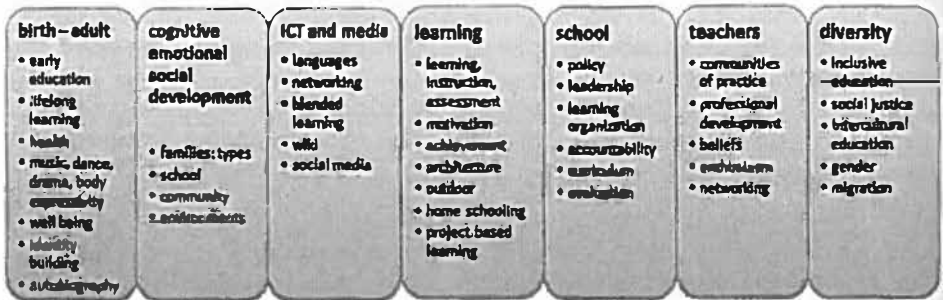 birth – adult
• early
education
• lifelong
learning
• health
• music, dance,
drama, body
expressivity
• well being
• identity
building
• autobiography
cognitive
emotional
social
development
• families: types
• school
• community
• environments
ICT and media
• languages
• networking
• blended
learning
• wiki
• social media
learning
• learning,
instruction,
assessment
• motivation
• achievement
• architecture
• outdoor
• home schooling
• project based
learning
school
• policy
• leadership
• learning
organization
• accountability
• curriculum
• evaluation
teachers
• communities
of practice
• professional
development
• beliefs
•
• networking
diversity
• inclusive
education
• social justice
• intercultural
education
• gender
• migration